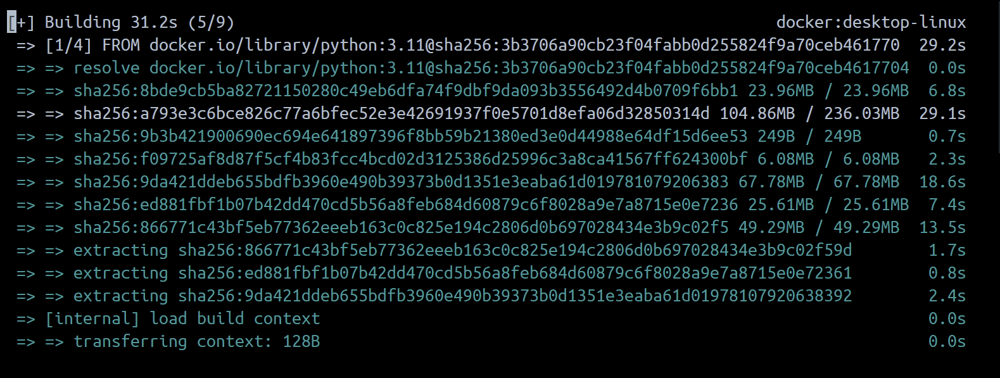 [+] Building 31.2s (5/9) docker:desktop-linux
=> [1/4] FROM docker.io/library/python:3.11@sha256:3b3706a90cb23f04fabb0d255824f9a70ceb461770 29.2s
=> => resolve docker.io/library/python:3.11@sha256:3b3706a90cb23f04fabb0d255824f9a70ceb4617704 0.0s
=> => sha256:8bde9cb5ba82721150280c49eb6dfa74f9dbf9da093b3556492d4b0709f6bb1 23.96MB / 23.96MB 6.8s
=> => sha256:a793e3c6bce826c77a6bfec52e3e42691937f0e5701d8efa06d32850314d 104.86MB / 236.03MB 29.1s
=> => sha256:9b3b421900690ec694e641897396f8bb59b21380ed3e0d44988e64df15d6ee53 249B / 249B 0.7s
=> => sha256:f09725af8d87f5cf4b83fcc4bcd02d3125386d25996c3a8ca41567ff624300bf 6.08MB / 6.08MB 2.3s
=> => sha256:9da421ddeb655bdfb3960e490b39373b0d1351e3eaba61d019781079206383 67.78MB / 67.78MB 18.6s
=> => sha256:ed881fbf1b07b42dd470cd5b56a8feb684d60879c6f8028a9e7a8715e0e7236 25.61MB / 25.61MB 7.4s
=> => sha256:866771c43bf5eb77362eeeb163c0c825e194c2806d0b697028434e3b9c02f5 49.29MB / 49.29MB 13.5s
=> => extracting sha256:866771c43bf5eb77362eeeb163c0c825e194c2806d0b697028434e3b9c02f59d 1.7s
=> => extracting sha256:ed881fbf1b07b42dd470cd5b56a8feb684d60879c6f8028a9e7a8715e0e72361 0.8s
=> => extracting sha256:9da421ddeb655bdfb3960e490b39373b0d1351e3eaba61d01978107920638392 2.4s
=> [internal] load build context 0.0s
=> => transferring context: 128B 0.0s